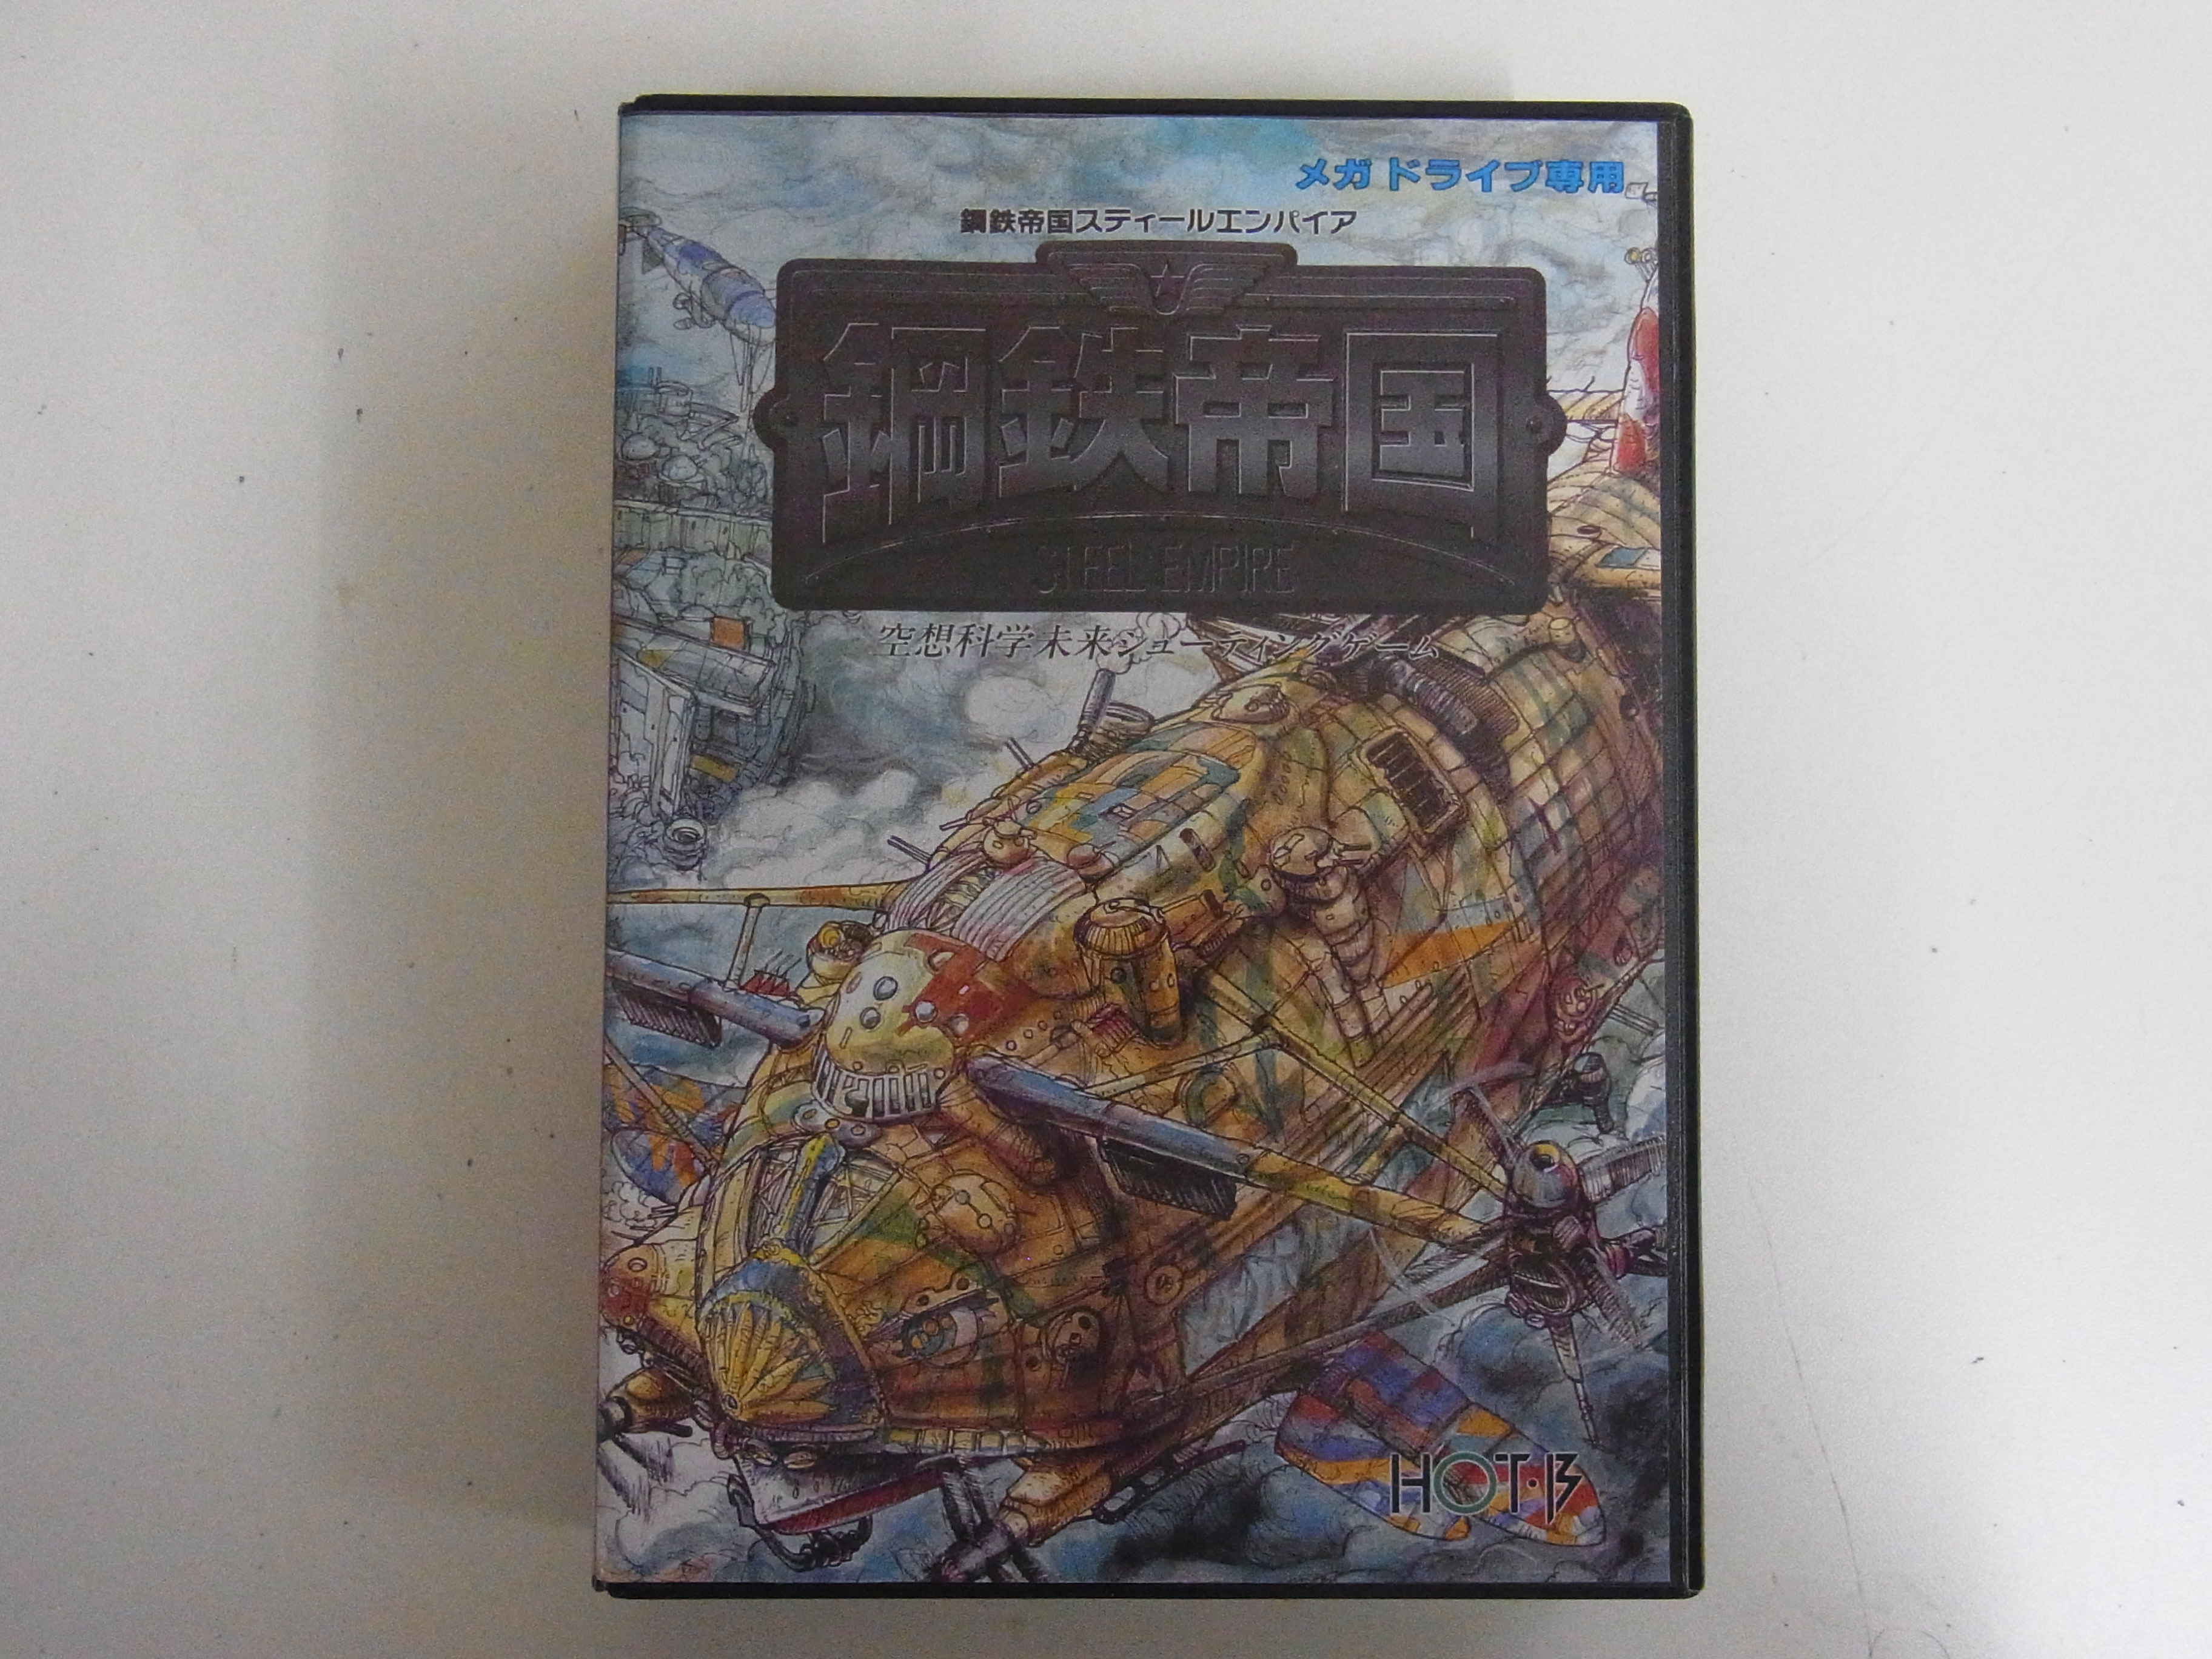 メガドライブ専用
鋼鉄帝国スティールエンパイア
鋼鉄帝国
STEEL EMPIRE
空想科学未来シューティングゲーム
HOT・B